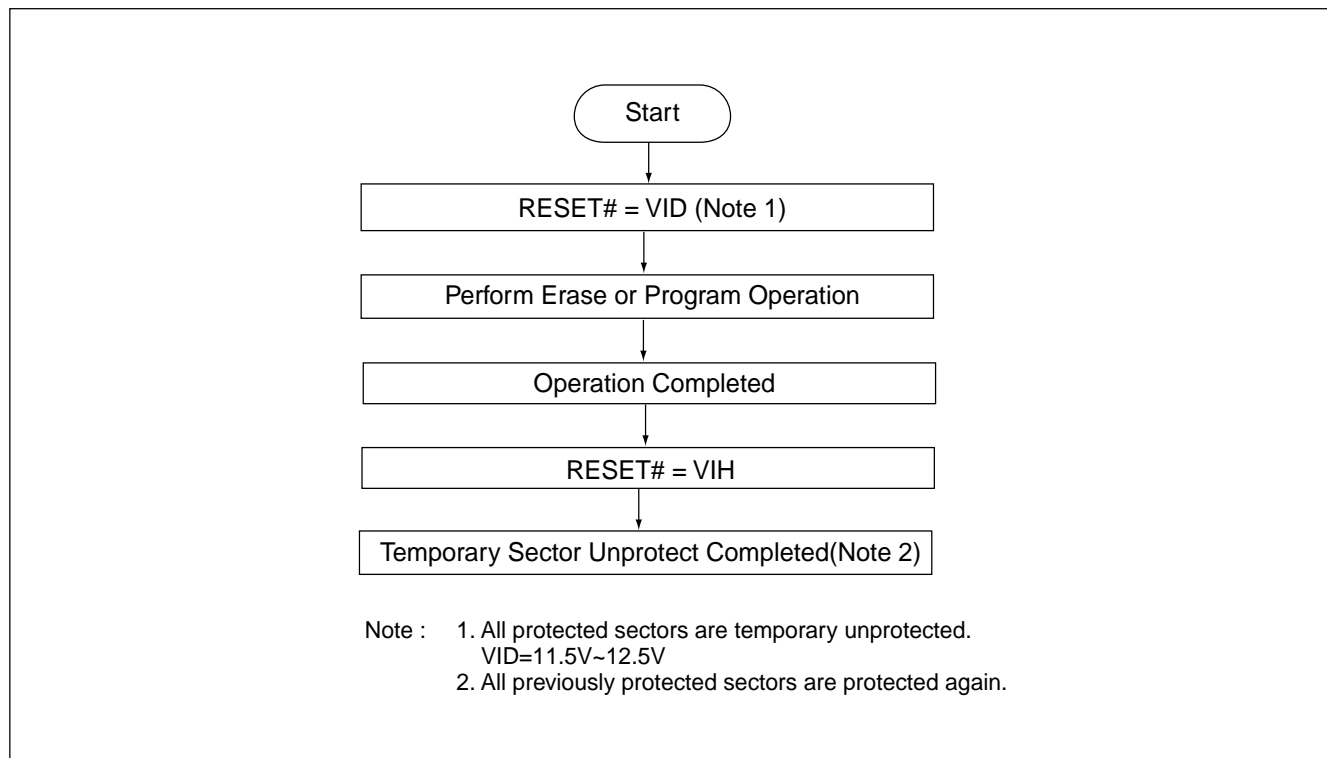 Start
RESET# = VID (Note 1)
Perform Erase or Program Operation
Operation Completed
RESET# = VIH
Temporary Sector Unprotect Completed(Note 2)
Note : 1. All protected sectors are temporary unprotected.
VID=11.5V~12.5V
2. All previously protected sectors are protected again.